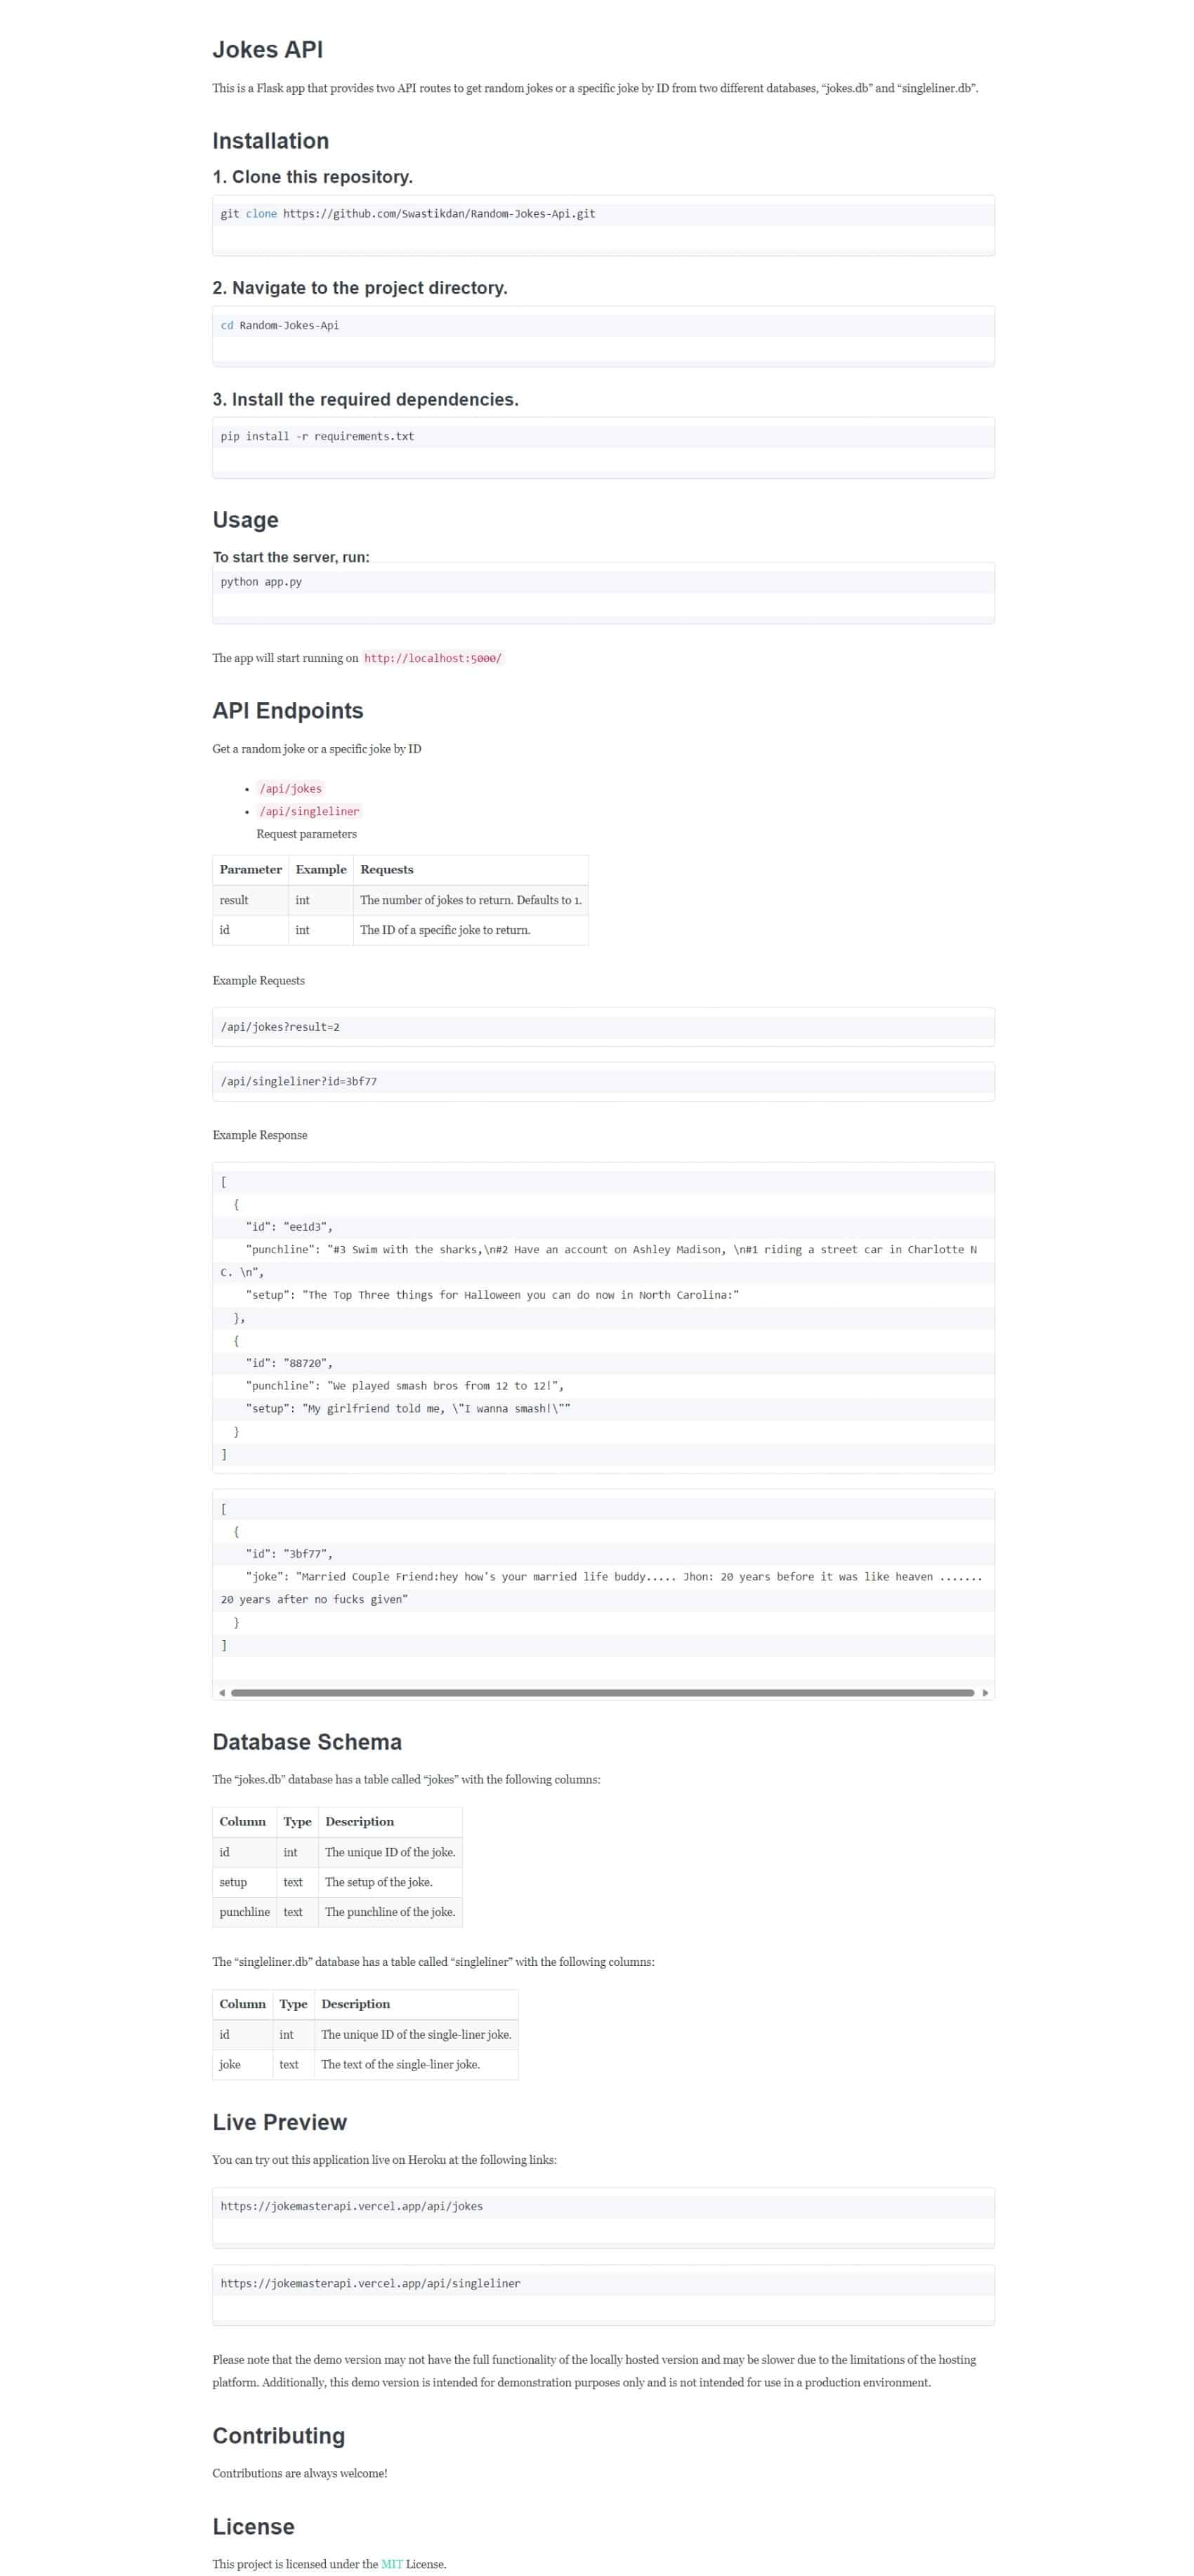 Jokes API
This is a Flask app that provides two API routes to get random jokes or a specific joke by ID from two different databases, “jokes.db” and “singleliner.db”.
Installation
1. Clone this repository.
git clone https://github.com/Swastikdan/Random-Jokes-Api.git
2. Navigate to the project directory.
cd Random-Jokes-Api
3. Install the required dependencies.
pip install -r requirements.txt
Usage
To start the server, run:
python app.py
The app will start running on http://localhost:5000/
API Endpoints
Get a random joke or a specific joke by ID
• /api/jokes
• /api/singleliner
Request parameters
Parameter Example Requests
result int The number of jokes to return. Defaults to 1.
id int The ID of a specific joke to return.
Example Requests
/api/jokes?result=2
/api/singleliner?id=3bf77
Example Response
[
{
"id": "ee1d3",
"punchline": "#3 Swim with the sharks,\n#2 Have an account on Ashley Madison, \n#1 riding a street car in Charlotte N
C. \n",
"setup": "The Top Three things for Halloween you can do now in North Carolina:"
},
{
"id": "88720",
"punchline": "We played smash bros from 12 to 12!",
"setup": "My girlfriend told me, \"I wanna smash!\""
}
]
[
{
"id": "3bf77",
"joke": "Married Couple Friend:hey how's your married life buddy..... Jhon: 20 years before it was like heaven .......
20 years after no fucks given"
}
]
Database Schema
The “jokes.db” database has a table called “jokes” with the following columns:
Column Type Description
id int The unique ID of the joke.
setup text The setup of the joke.
punchline text The punchline of the joke.
The “singleliner.db” database has a table called “singleliner” with the following columns:
Column Type Description
id int The unique ID of the single-liner joke.
joke text The text of the single-liner joke.
Live Preview
You can try out this application live on Heroku at the following links:
https://jokemasterapi.vercel.app/api/jokes
https://jokemasterapi.vercel.app/api/singleliner
Please note that the demo version may not have the full functionality of the locally hosted version and may be slower due to the limitations of the hosting
platform. Additionally, this demo version is intended for demonstration purposes only and is not intended for use in a production environment.
Contributing
Contributions are always welcome!
License
This project is licensed under the MIT License.